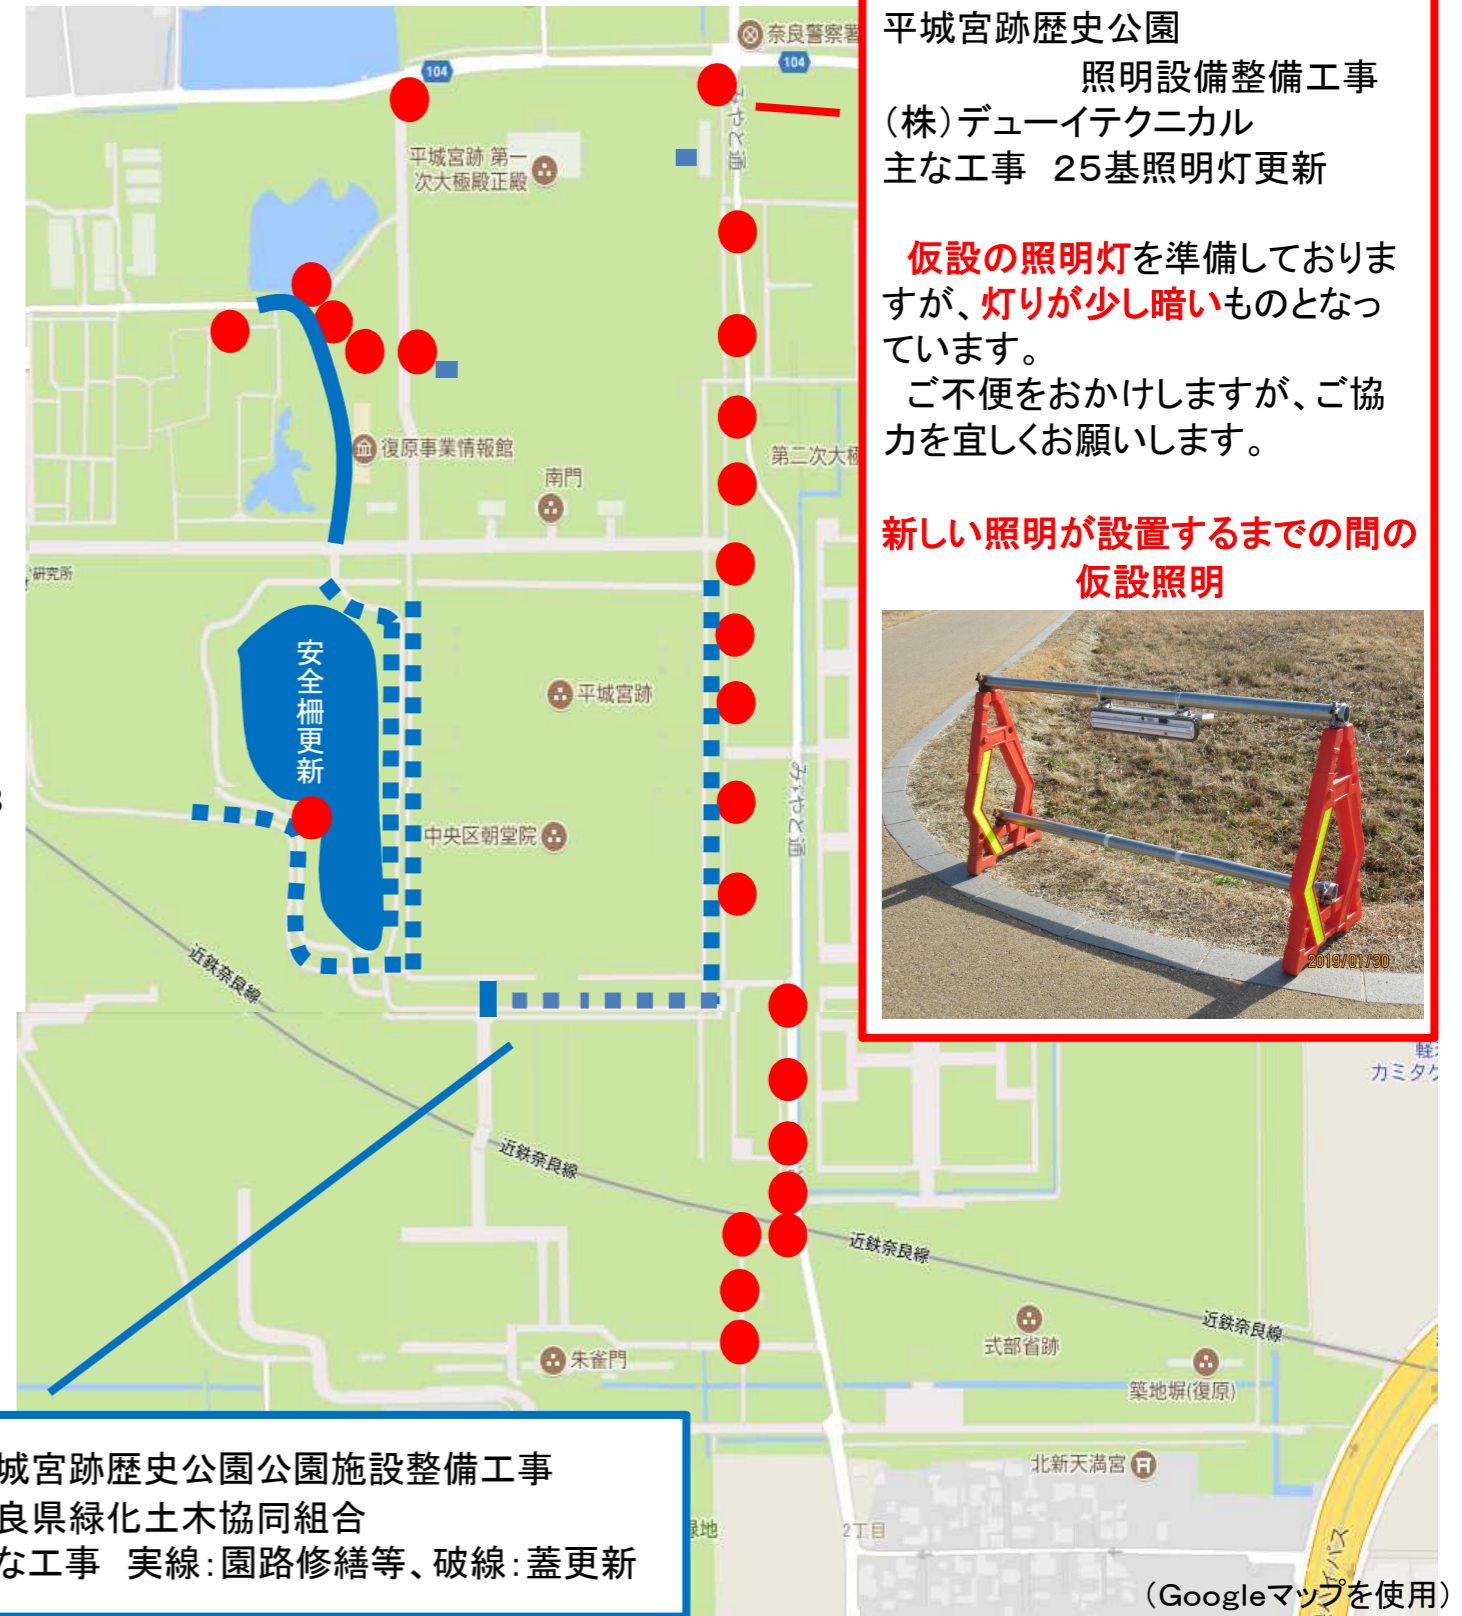 平城宮跡歴史公園
照明設備整備工事
（株）デューイテクニカル
主な工事　25基照明灯更新
仮設の照明灯を準備しておりま
すが、灯りが少し暗いものとなっ
ています。
ご不便をおかけしますが、ご協
力を宜しくお願いします。
新しい照明が設置するまでの間の
仮設照明
2019/01/30
奈良警察署
104
104
みやと通
平城宮跡 第一
次大極殿正殿
復原事業情報館
南門
第二次大極
研究所
安全柵更新
平城宮跡
みやと通
中央区朝堂院
近鉄奈良線
近鉄奈良線
近鉄奈良線
近鉄奈良線
カミタケ
式部省跡
朱雀門
築地塀(復原)
北新天満宮
緑地
2丁目
イパス
城宮跡歴史公園公園施設整備工事
良県緑化土木協同組合
な工事　実線：園路修繕等、破線：蓋更新
（Googleマップを使用）